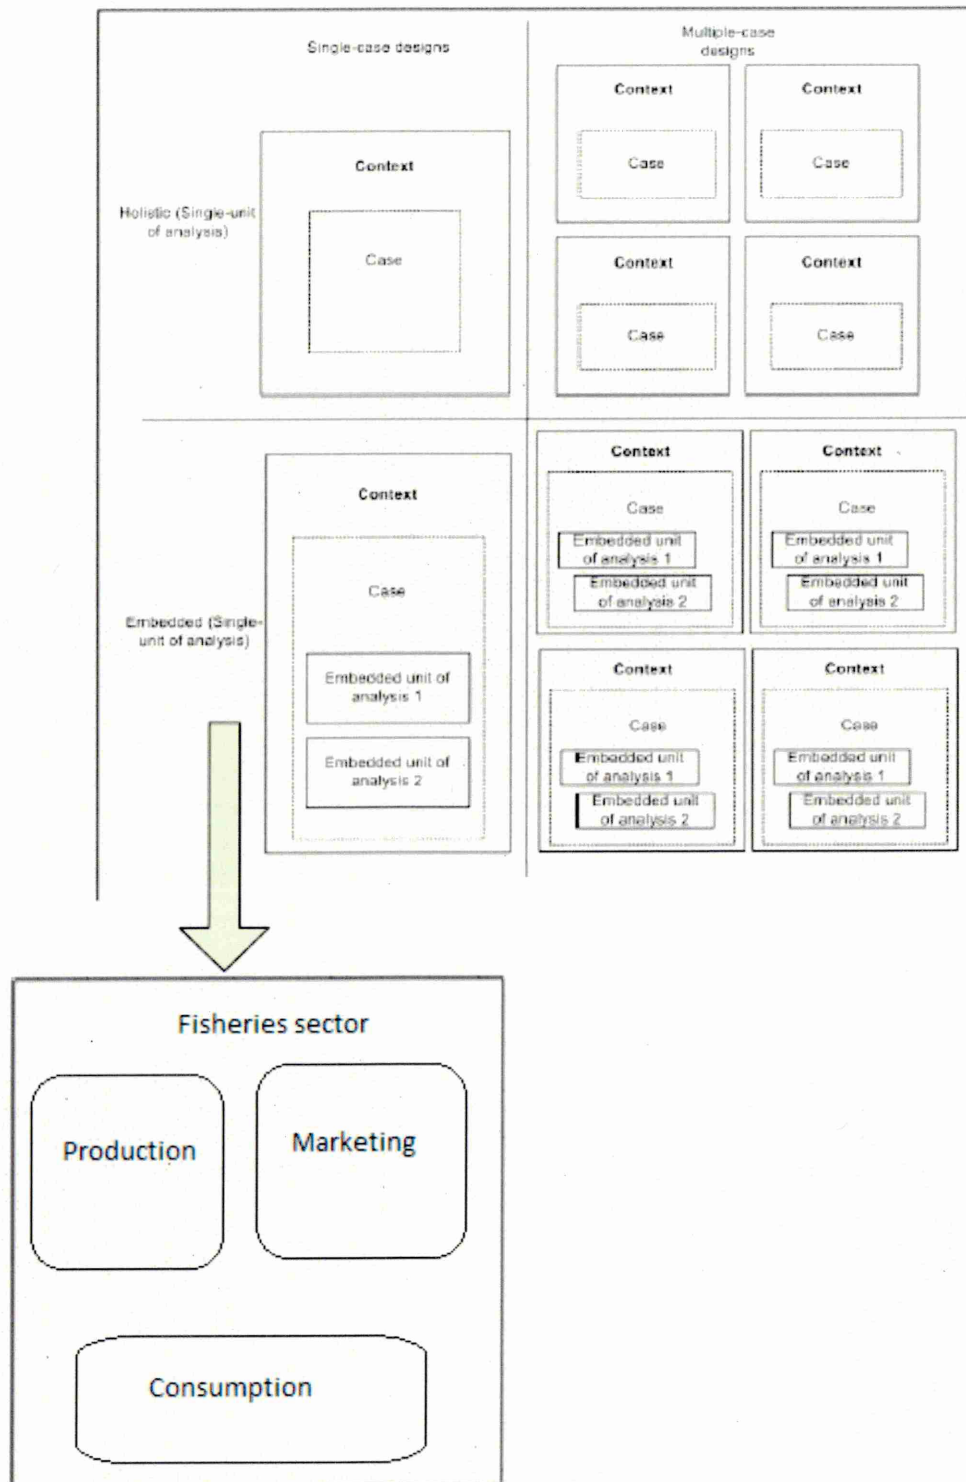 Single-case designs
Multiple-case
designs
Context
Case
Context
Case
Context
Case
Context
Case
Holistic (Single-unit
of analysis)
Context
Case
Context
Case
Embedded unit
of analysis 1
Embedded unit
of analysis 2
Context
Case
Embedded unit
of analysis 1
Embedded unit
of analysis 2
Embedded (Single-
unit of analysis)
Context
Case
Embedded unit of
analysis 1
Embedded unit of
analysis 2
Context
Case
Embedded unit
of analysis 1
Embedded unit
of analysis 2
Context
Case
Embedded unit
of analysis 1
Embedded unit
of analysis 2
Fisheries sector
Production
Marketing
Consumption